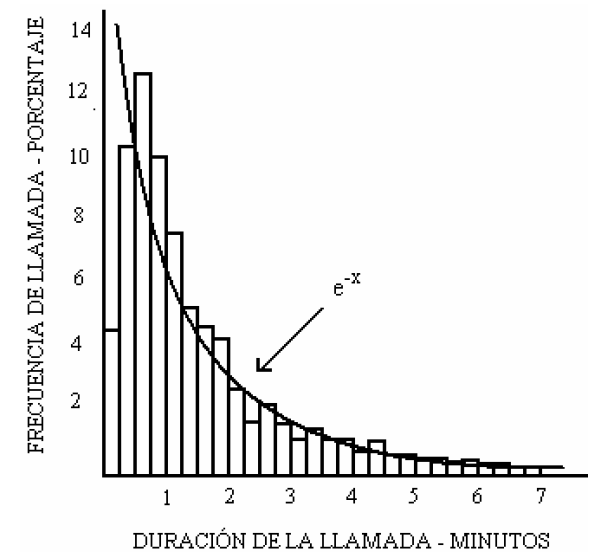 FRECUENCIA DE LLAMADA - PORCENTAJE
14
12
10
8
6
4
2
e-x
1 2 3 4 5 6 7
DURACIÓN DE LA LLAMADA - MINUTOS